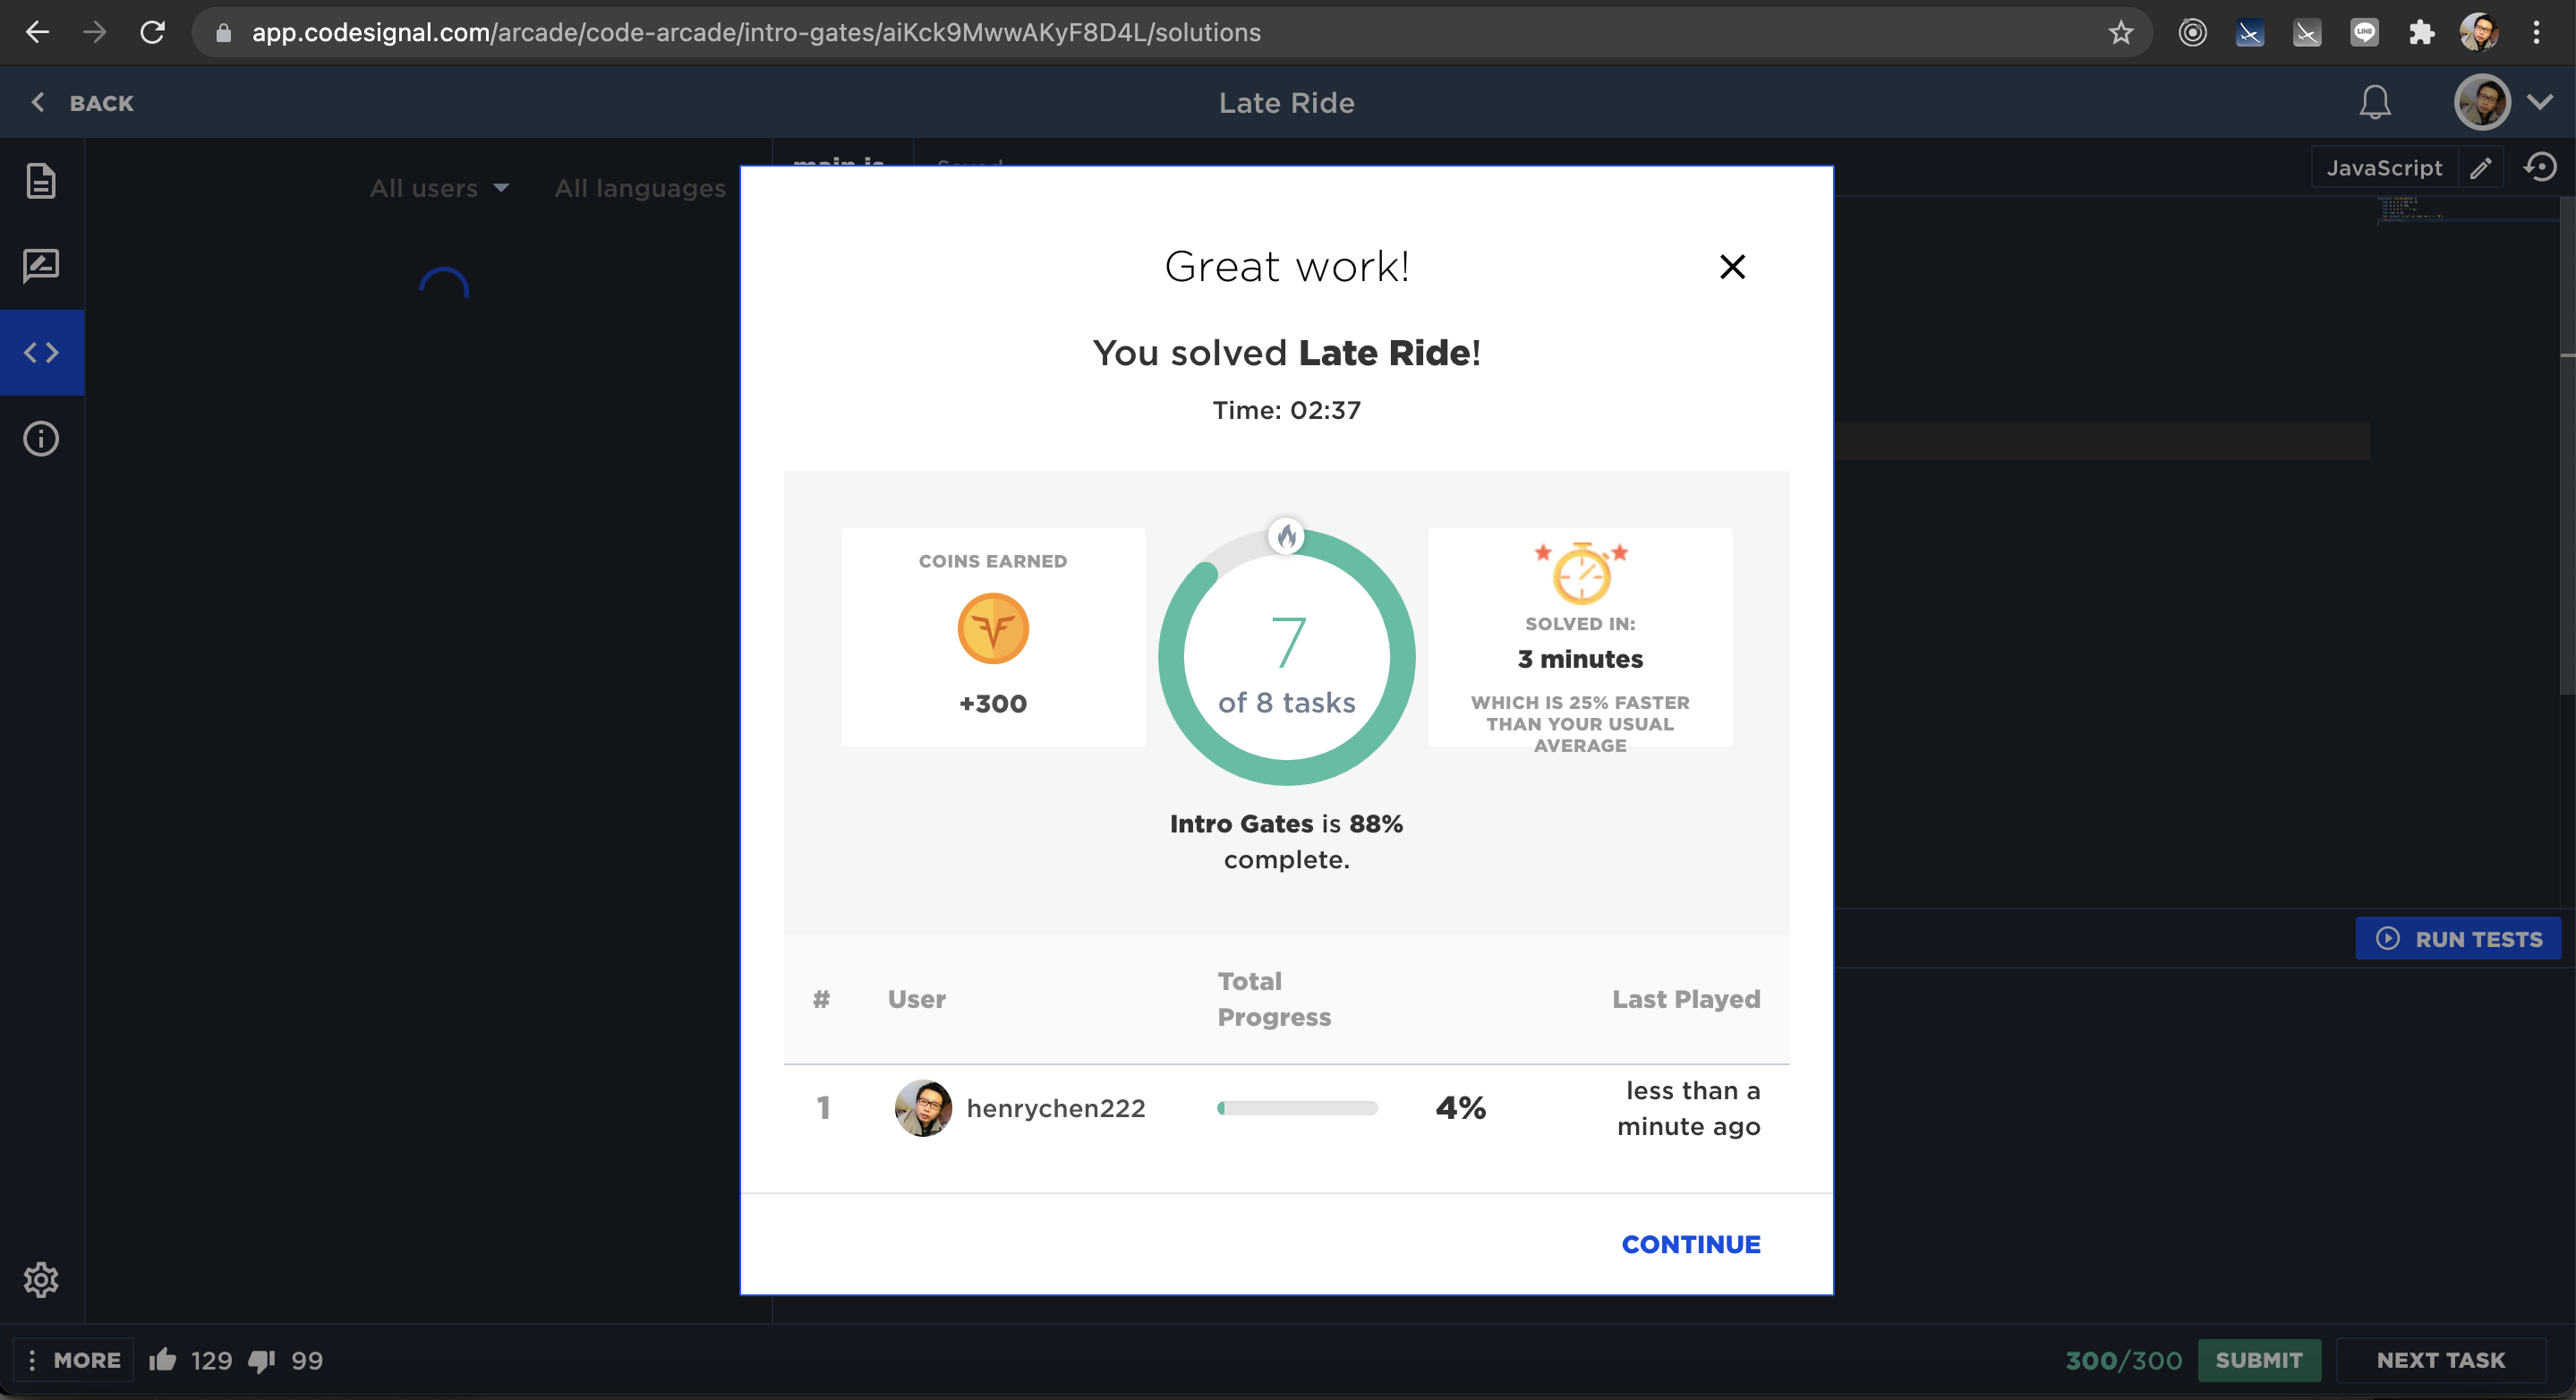 app.codesignal.com/arcade/code-arcade/intro-gates/aiKck9MwwAKyF8D4L/solutions
BACK
Late Ride
All users
All languages
main.js
Saved
JavaScript
Great work!
You solved Late Ride!
Time: 02:37
COINS EARNED
+300
7
of 8 tasks
SOLVED IN:
3 minutes
WHICH IS 25% FASTER
THAN YOUR USUAL
AVERAGE
Intro Gates is 88%
complete.
RUN TESTS
# User Total Progress Last Played
1 henrychen222 4% less than a
minute ago
CONTINUE
MORE 129 99
300/300 SUBMIT NEXT TASK